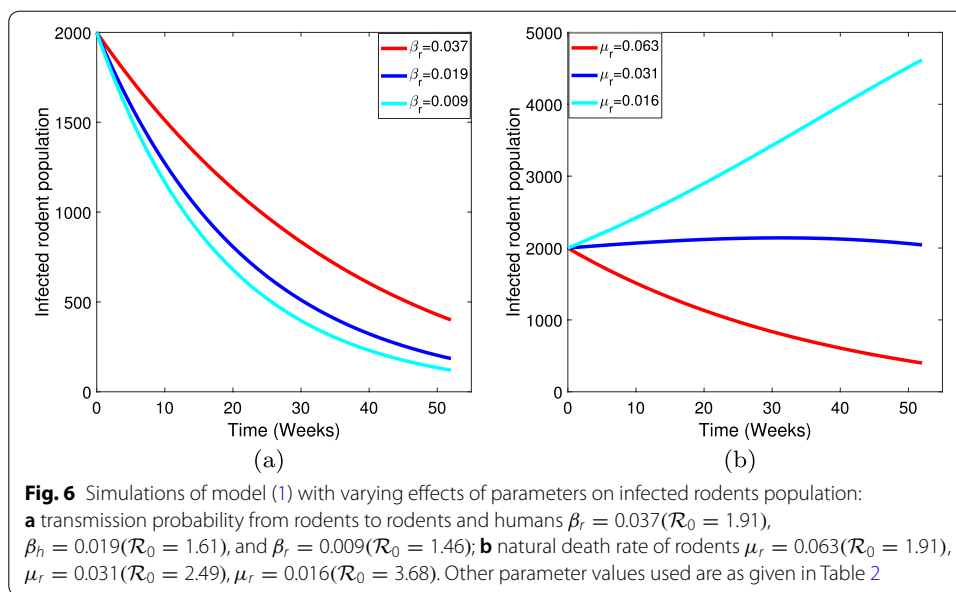 2000
1500
1000
500
0
Infected rodent population
β_r=0.037
β_r=0.019
β_r=0.009
0 10 20 30 40 50
Time (Weeks)
(a)
5000
4000
3000
2000
1000
0
Infected rodent population
μ_r=0.063
μ_r=0.031
μ_r=0.016
0 10 20 30 40 50
Time (Weeks)
(b)
Fig. 6 Simulations of model (1) with varying effects of parameters on infected rodents population:
a transmission probability from rodents to rodents and humans β_r = 0.037(R_0 = 1.91),
β_h = 0.019(R_0 = 1.61), and β_r = 0.009(R_0 = 1.46); b natural death rate of rodents μ_r = 0.063(R_0 = 1.91),
μ_r = 0.031(R_0 = 2.49), μ_r = 0.016(R_0 = 3.68). Other parameter values used are as given in Table 2